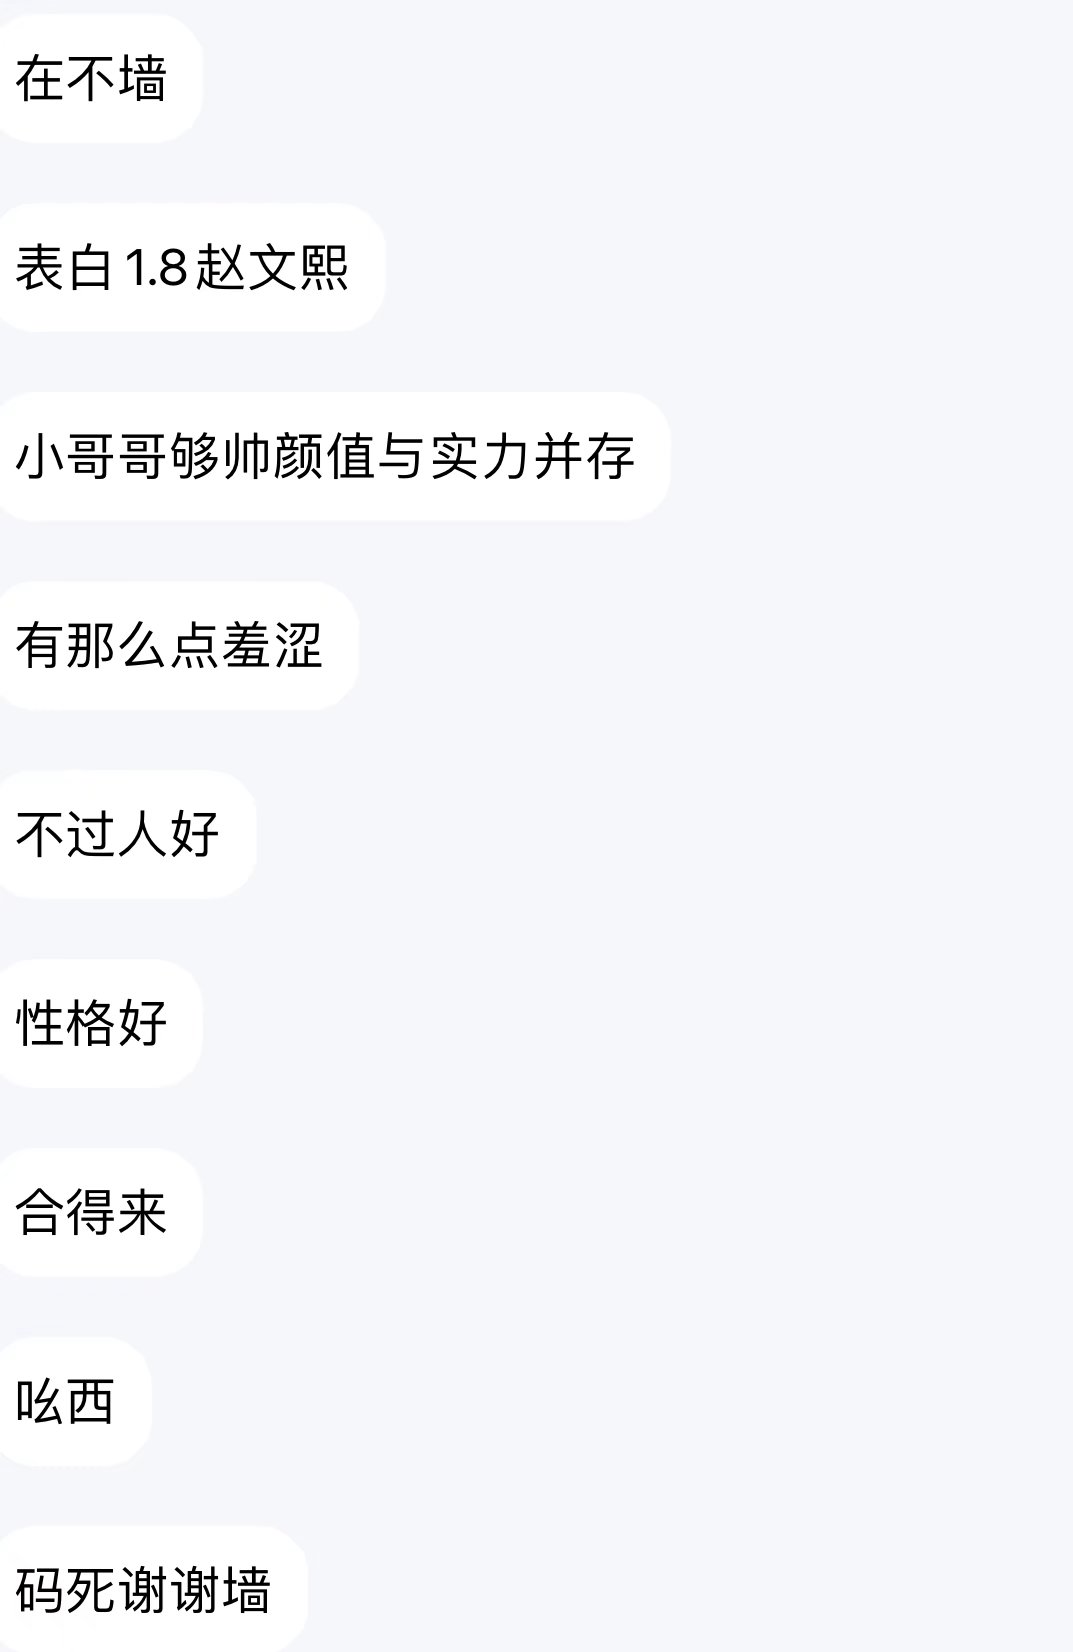 在不墙
表白1.8赵文熙
小哥哥够帅颜值与实力并存
有那么点羞涩
不过人好
性格好
合得来
吆西
码死谢谢墙